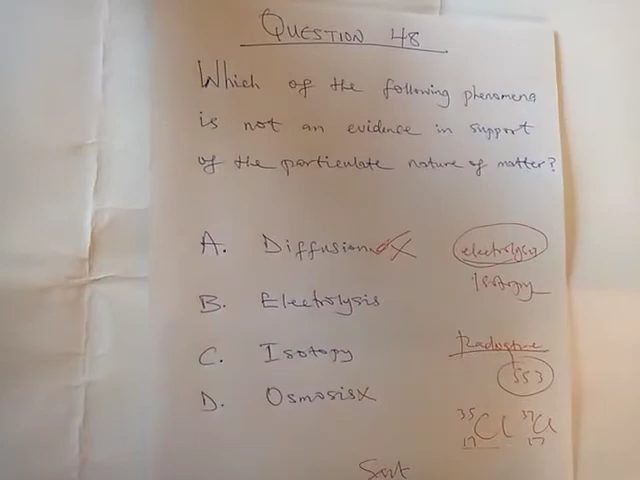 QUESTION 48
Which of the following phenomena
is not an evidence in support
of the particulate nature of matter?
A. Diffusion X
electrolysis
Isotopy
B. Electrolysis
C. Isotopy
553
D. Osmosis X
35 Cl 37 Cl
17 17